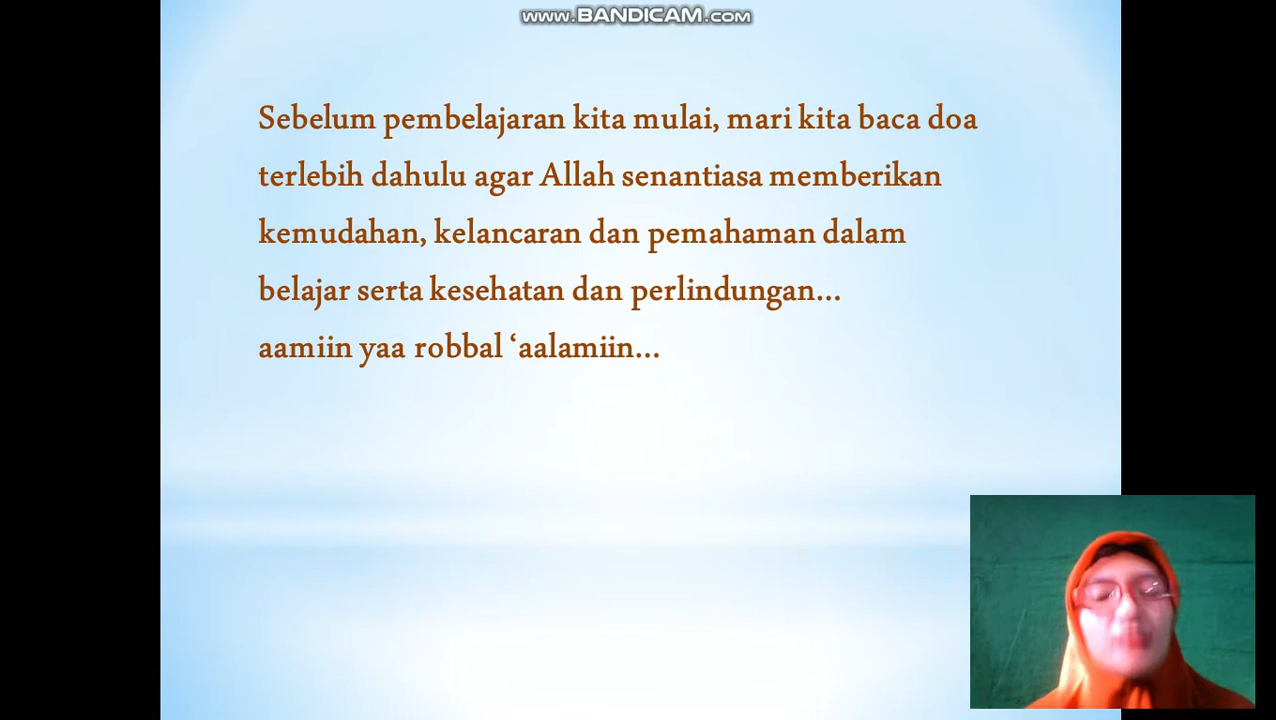 www.BANDICAM.com
Sebelum pembelajaran kita mulai, mari kita baca doa
terlebih dahulu agar Allah senantiasa memberikan
kemudahan, kelancaran dan pemahaman dalam
belajar serta kesehatan dan perlindungan...
aamiin yaa robbal ‘aalamiin...